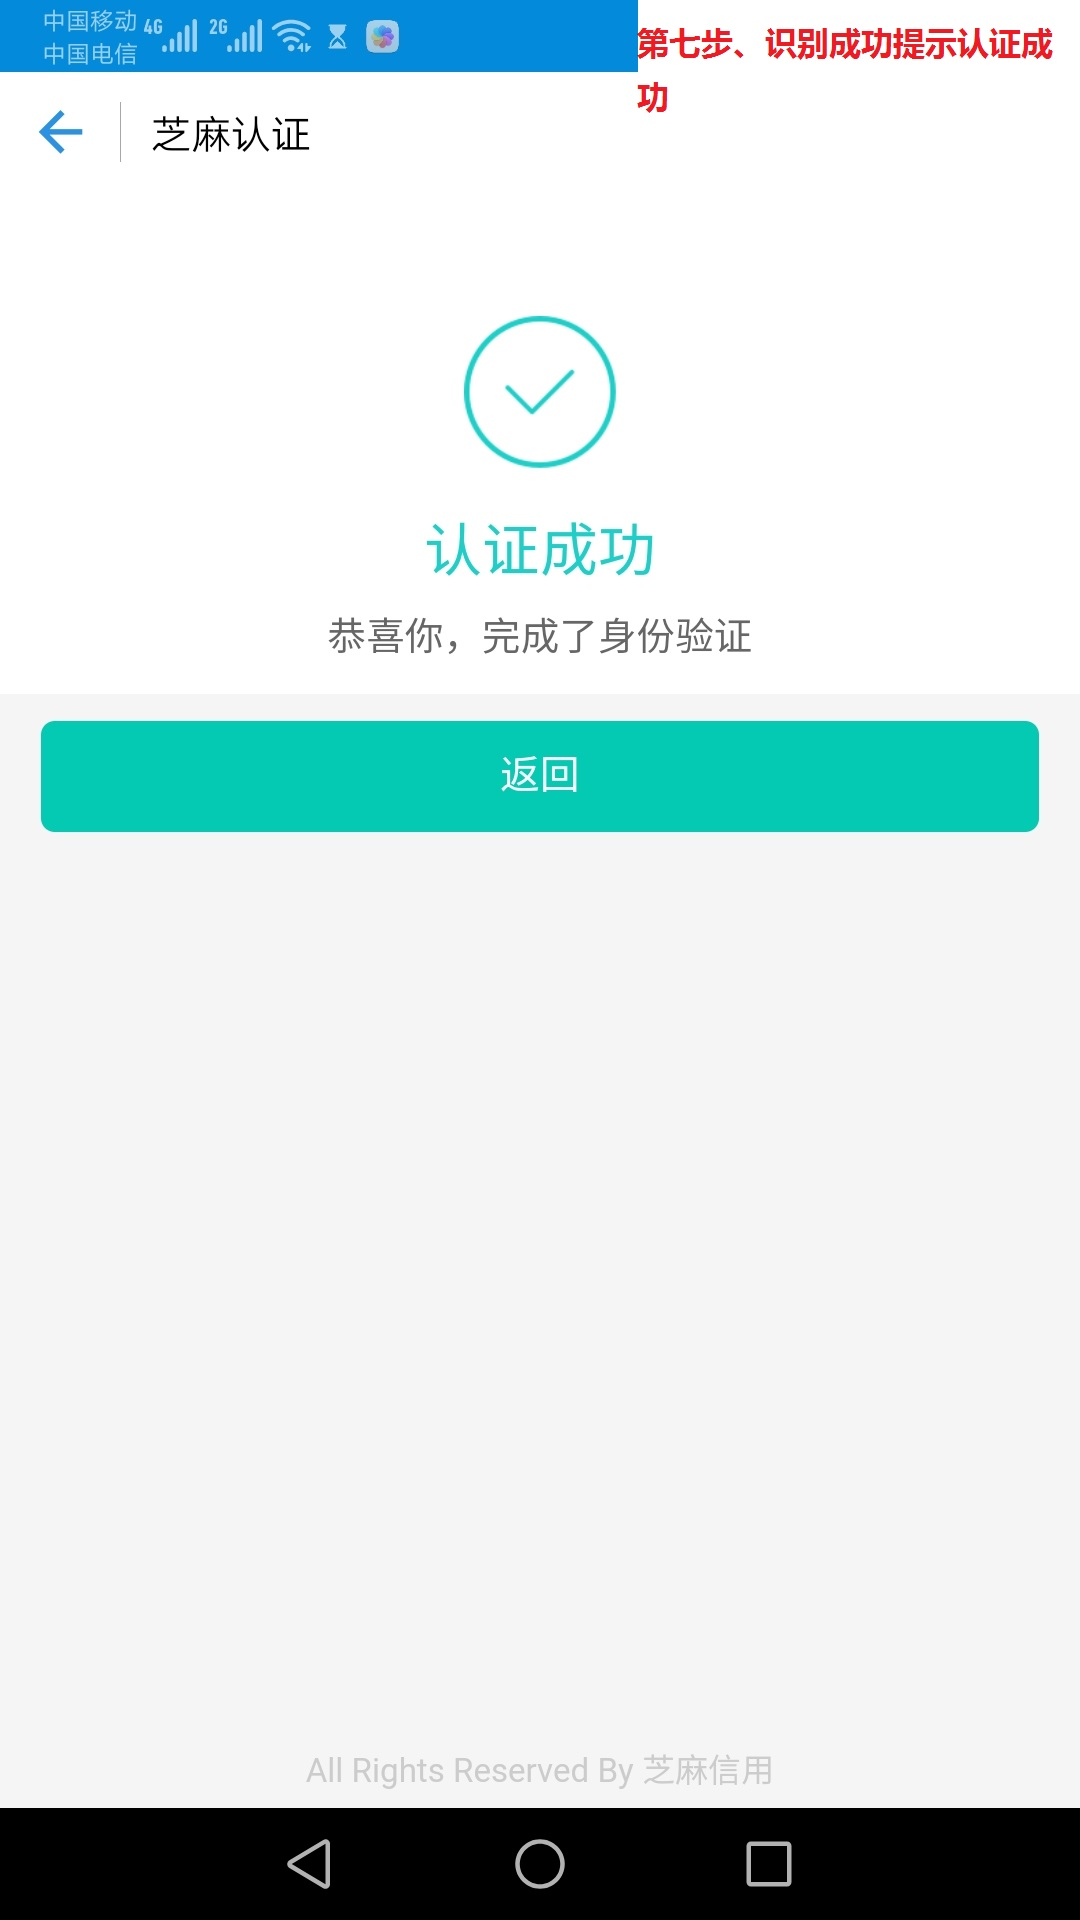 中国移动 4G 2G
中国电信
第七步、识别成功提示认证成
功
芝麻认证
认证成功
恭喜你，完成了身份验证
返回
All Rights Reserved By 芝麻信用